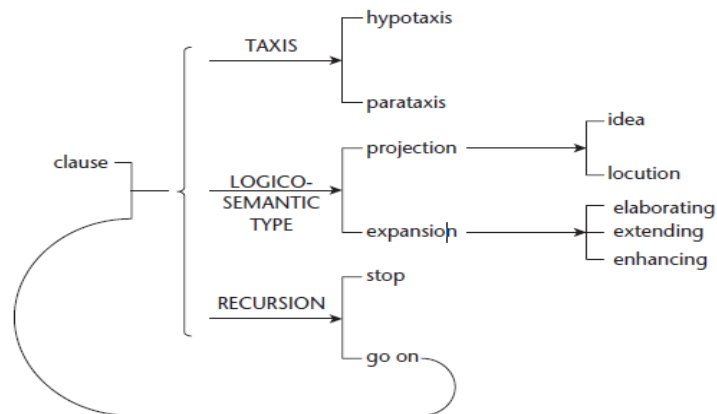 hypotaxis
TAXIS
parataxis
clause
projection
idea
locution
LOGICO-
SEMANTIC
TYPE
expansion
elaborating
extending
enhancing
stop
RECURSION
go on